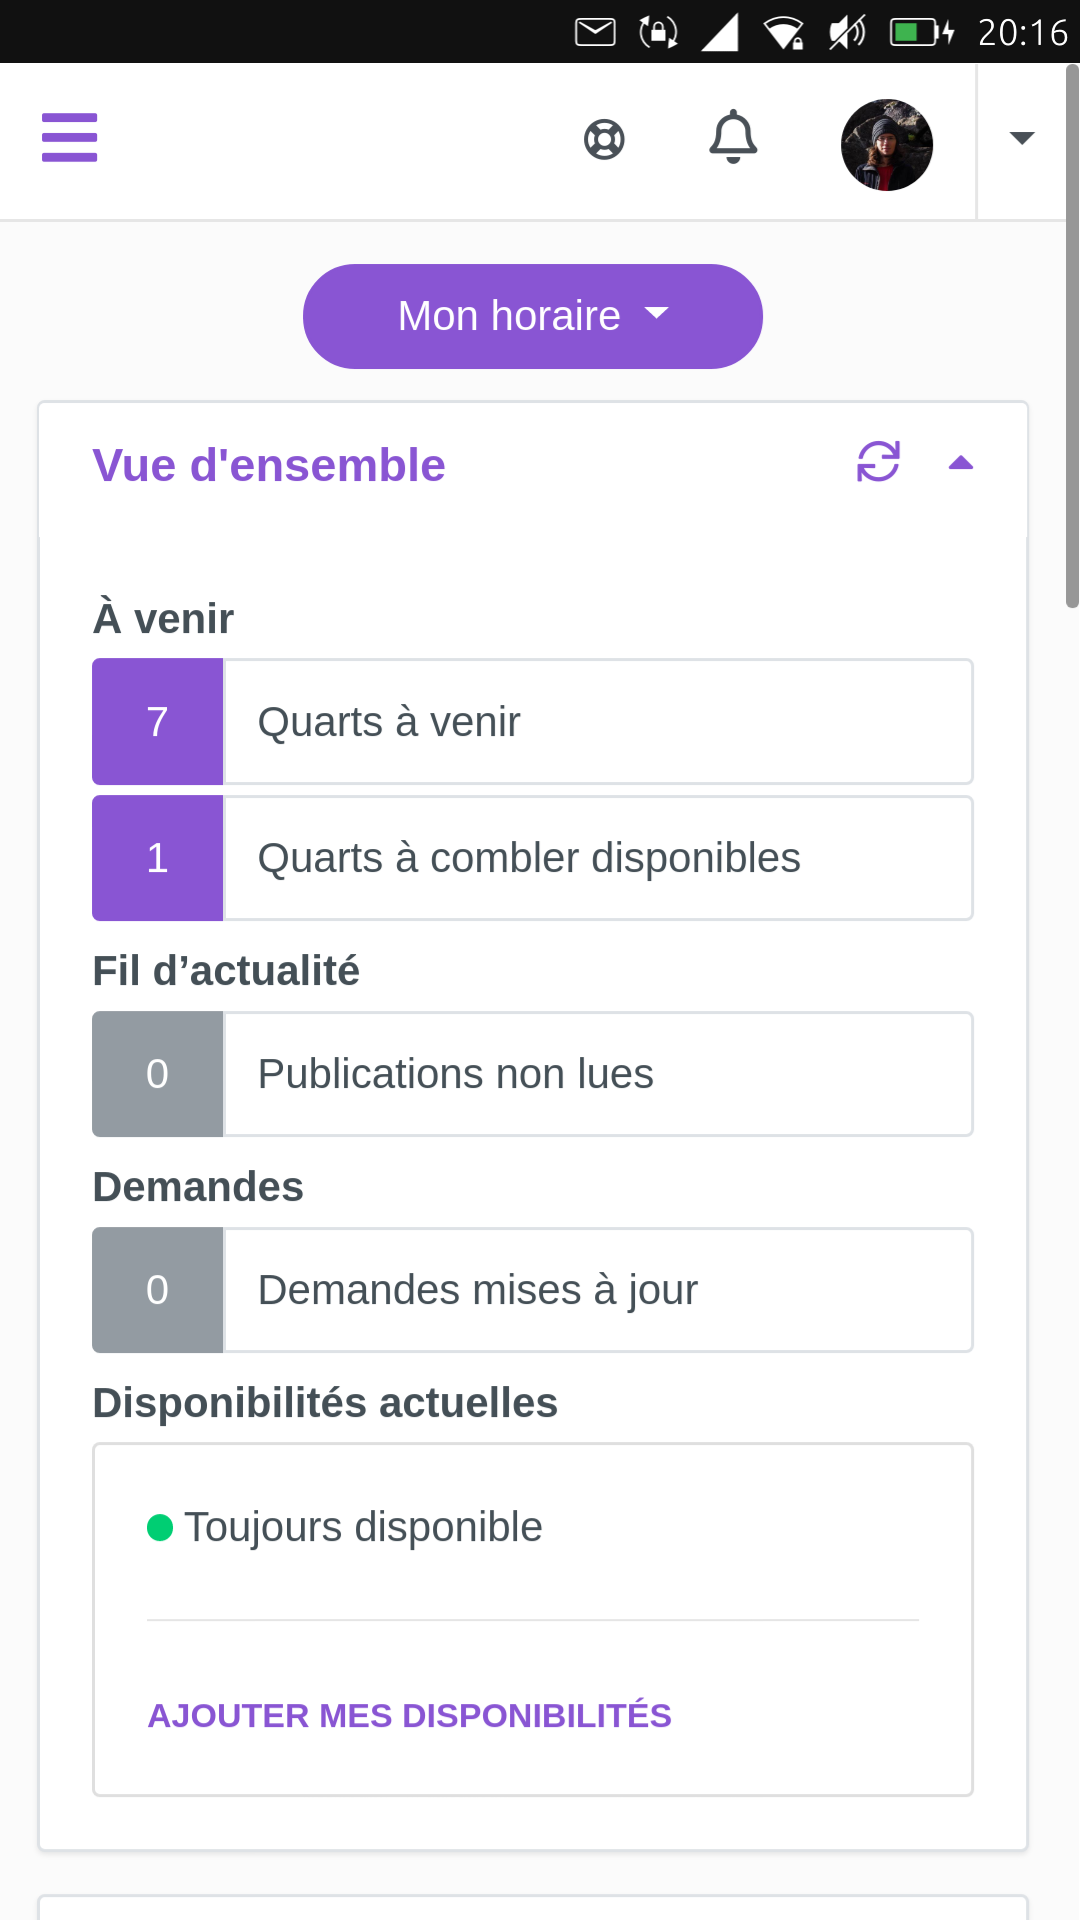 20:16
Mon horaire
Vue d'ensemble
À venir
7 Quarts à venir
1 Quarts à combler disponibles
Fil d’actualité
0 Publications non lues
Demandes
0 Demandes mises à jour
Disponibilités actuelles
Toujours disponible
AJOUTER MES DISPONIBILITÉS